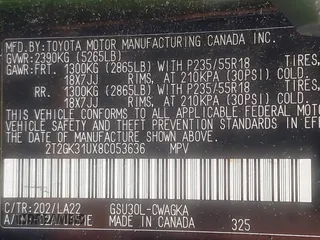 MFD.BY:TOYOTA MOTOR MANUFACTURING CANADA INC.
GVWR:2390KG (5265LB)
GAWR:FRT. 1300KG (2865LB) WITH P235/55R18 TIRES,
18X7JJ RIMS, AT 210KPA (30PSI) COLD.
RR. 1300KG (2865LB) WITH P235/55R18 TIRES,
18X7JJ RIMS, AT 210KPA (30PSI) COLD.
THIS VEHICLE CONFORMS TO ALL APPLICABLE FEDERAL MOTOR
VEHICLE SAFETY AND THEFT PREVENTION STANDARDS IN EFFE
THE DATE OF MANUFACTURE SHOWN ABOVE.
2T2GK31UX8C053636 MPV
C/TR:202/LA22 GSU30L-CWAGKA
MADE IN CANADA 325